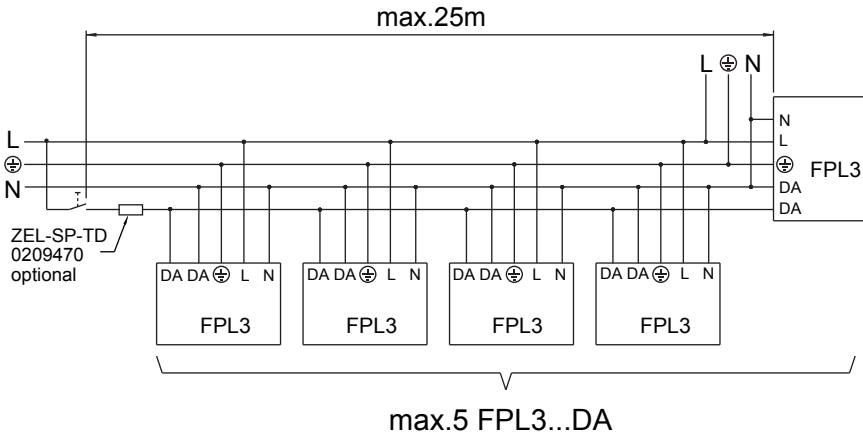 max.25m
L ⏚ N
L
⏚
N
N
L
⏚
DA
DA
FPL3
ZEL-SP-TD
0209470
optional
DA DA ⏚ L N
FPL3
DA DA ⏚ L N
FPL3
DA DA ⏚ L N
FPL3
DA DA ⏚ L N
FPL3
max.5 FPL3...DA